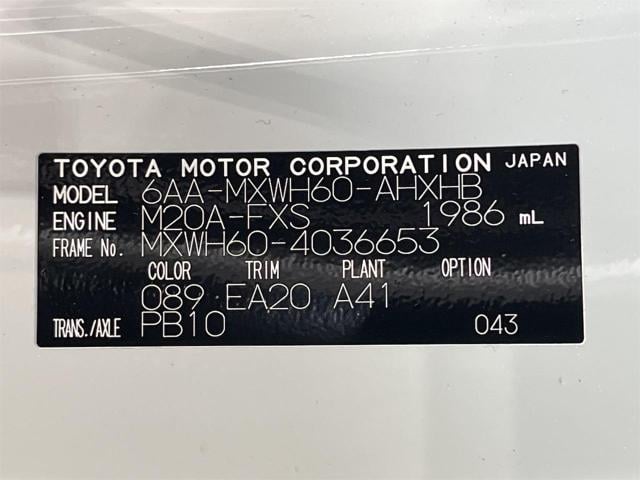 TOYOTA MOTOR CORPORATION JAPAN
MODEL 6AA-MXWH60-AHXHB
ENGINE M20A-FXS 1986 mL
FRAME No. MXWH60-4036653
COLOR TRIM PLANT OPTION
089 EA20 A41
TRANS./AXLE PB10 043